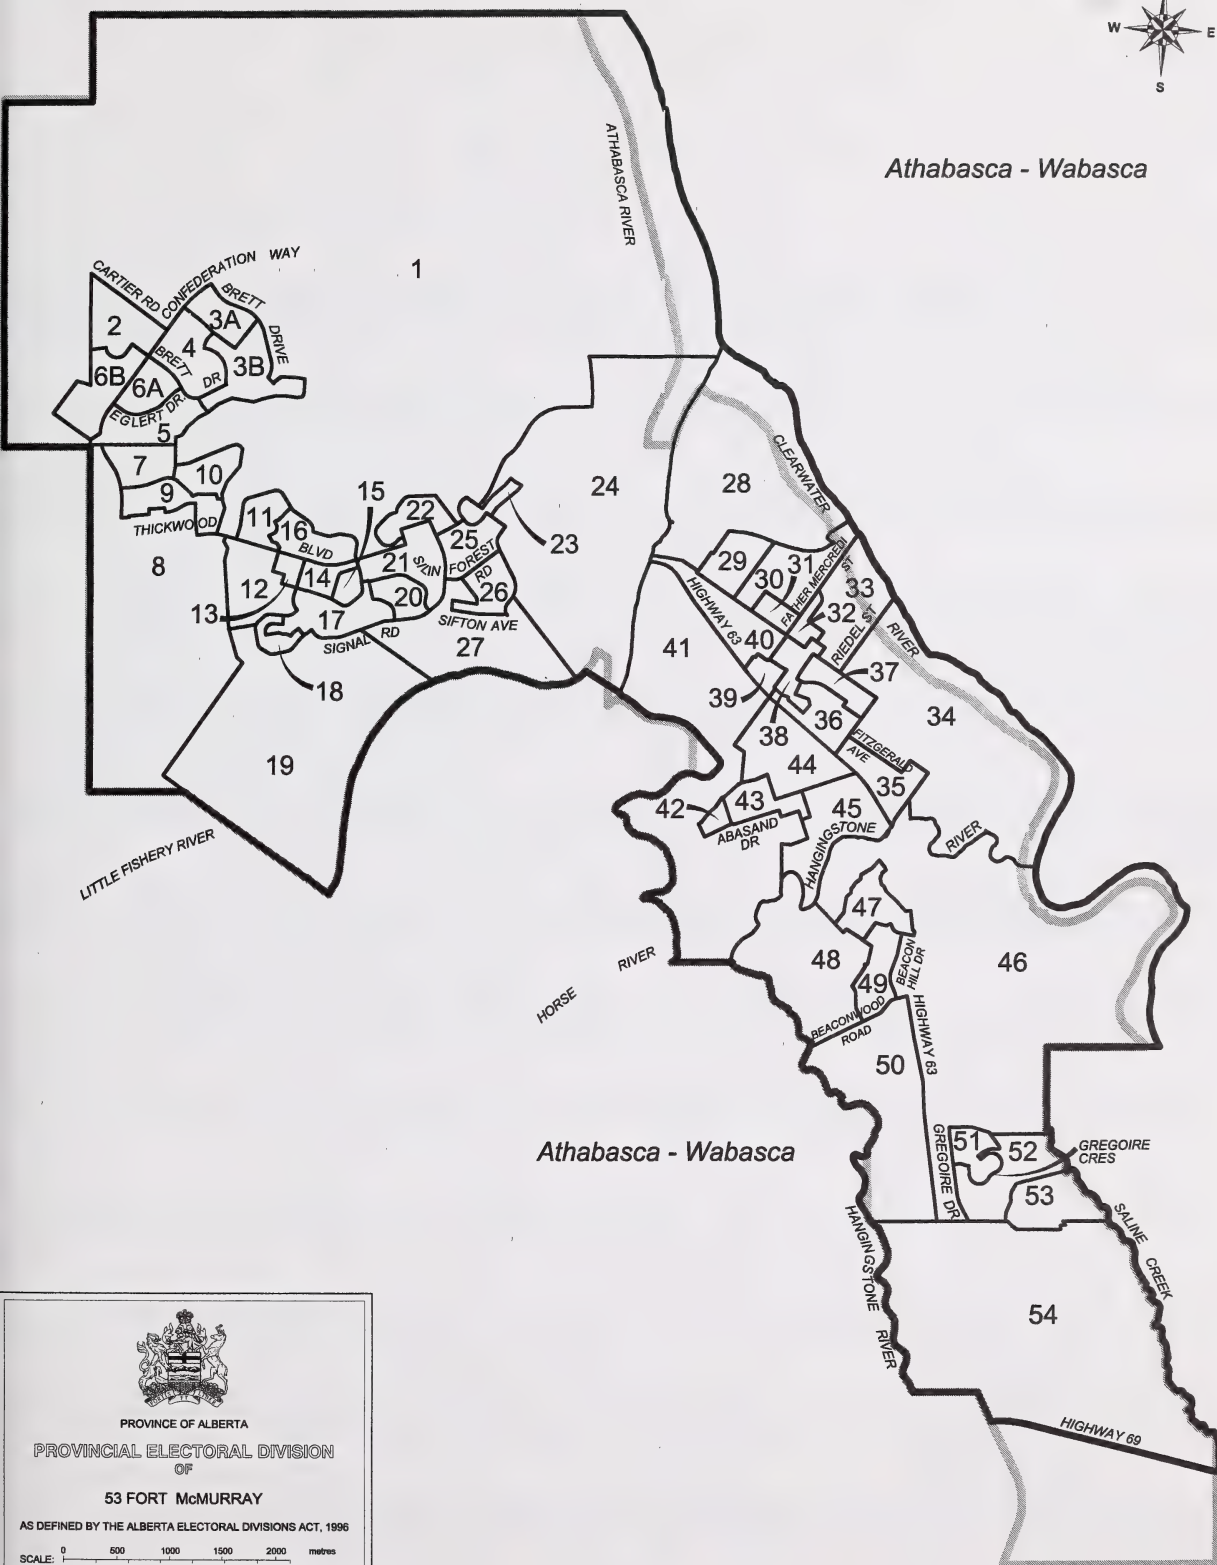 W E
S
Athabasca - Wabasca
ATHABASCA RIVER
1
CARTIER RD
CONFEDERATION WAY
BRETT DRIVE
2
3A
4
3B
BRETT DR
6B
6A
EGLERT DR.
5
7
10
9
THICKWOOD BLVD
8
11
16
15
22
25
24
23
12
13
14
21
20
SIZIN
FOREST RD
26
17
SIGNAL RD
SIFTON AVE
27
18
19
LITTLE FISHERY RIVER
28
CLEARWATER RIVER
29
30
31
FATHER MERCREDI ST
33
32
RIEDEL ST
HIGHWAY 63
40
41
37
39
38
36
34
FITZGERALD AVE
44
35
42
43
45
ABASAND DR
HANGINGSTONE RIVER
47
48
49
BEACON HILL DR
46
HORSE RIVER
BEACONWOOD ROAD
HIGHWAY 63
50
Athabasca - Wabasca
GREGOIRE DR
51
52
GREGOIRE CRES
53
SALINE CREEK
HANGINGSTONE RIVER
54
HIGHWAY 69
PROVINCE OF ALBERTA
PROVINCIAL ELECTORAL DIVISION
OF
53 FORT McMURRAY
AS DEFINED BY THE ALBERTA ELECTORAL DIVISIONS ACT, 1996
SCALE: 0 500 1000 1500 2000 metres